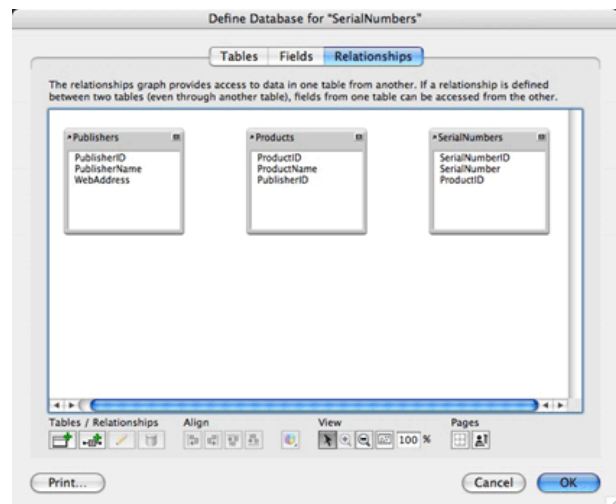 Define Database for "SerialNumbers"
Tables Fields Relationships
The relationships graph provides access to data in one table from another. If a relationship is defined
between two tables (even through another table), fields from one table can be accessed from the other.
Publishers
PublisherID
PublisherName
WebAddress
Products
ProductID
ProductName
PublisherID
SerialNumbers
SerialNumberID
SerialNumber
ProductID
Tables / Relationships Align View Pages
100 %
Print... Cancel OK